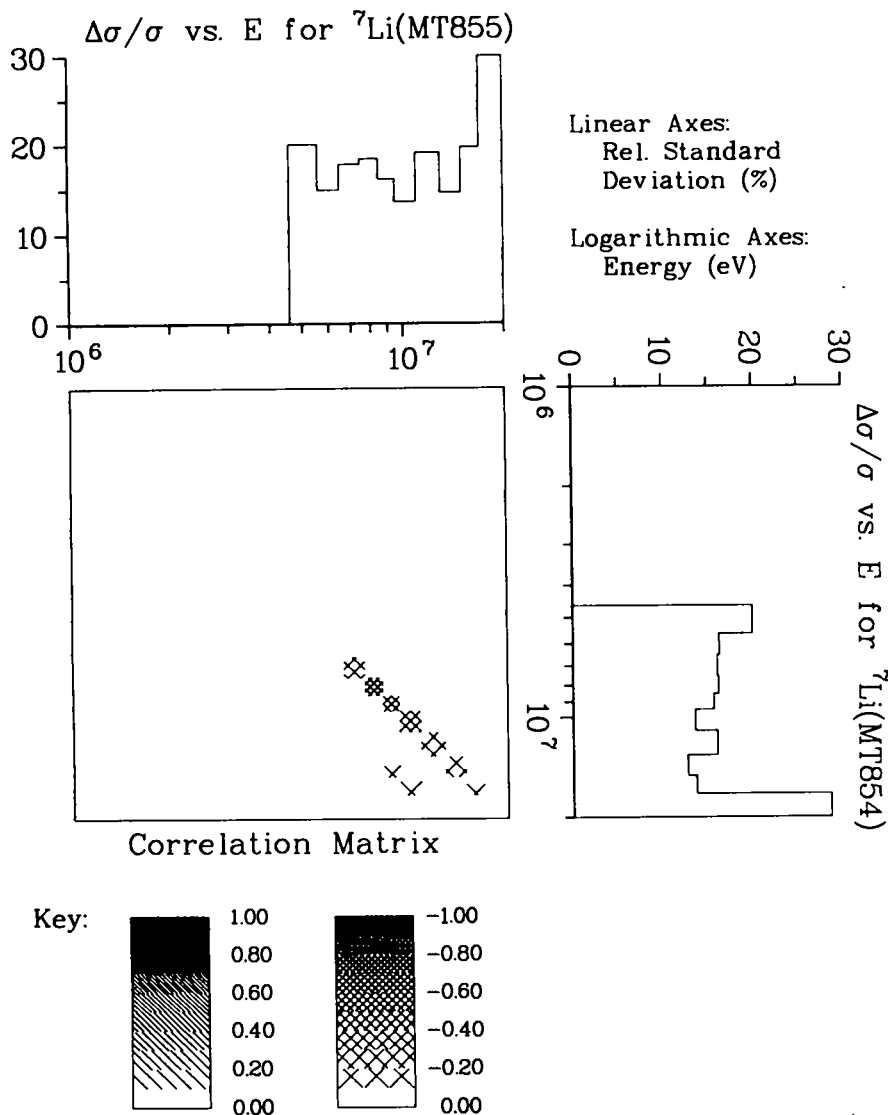 Δσ/σ vs. E for ⁷Li(MT855)
30
20
10
0
10⁶
10⁷
Linear Axes:
Rel. Standard
Deviation (%)
Logarithmic Axes:
Energy (eV)
0
10
20
30
10⁶
10⁷
Δσ/σ vs. E for ⁷Li(MT854)
Correlation Matrix
Key:
1.00
0.80
0.60
0.40
0.20
0.00
-1.00
-0.80
-0.60
-0.40
-0.20
0.00